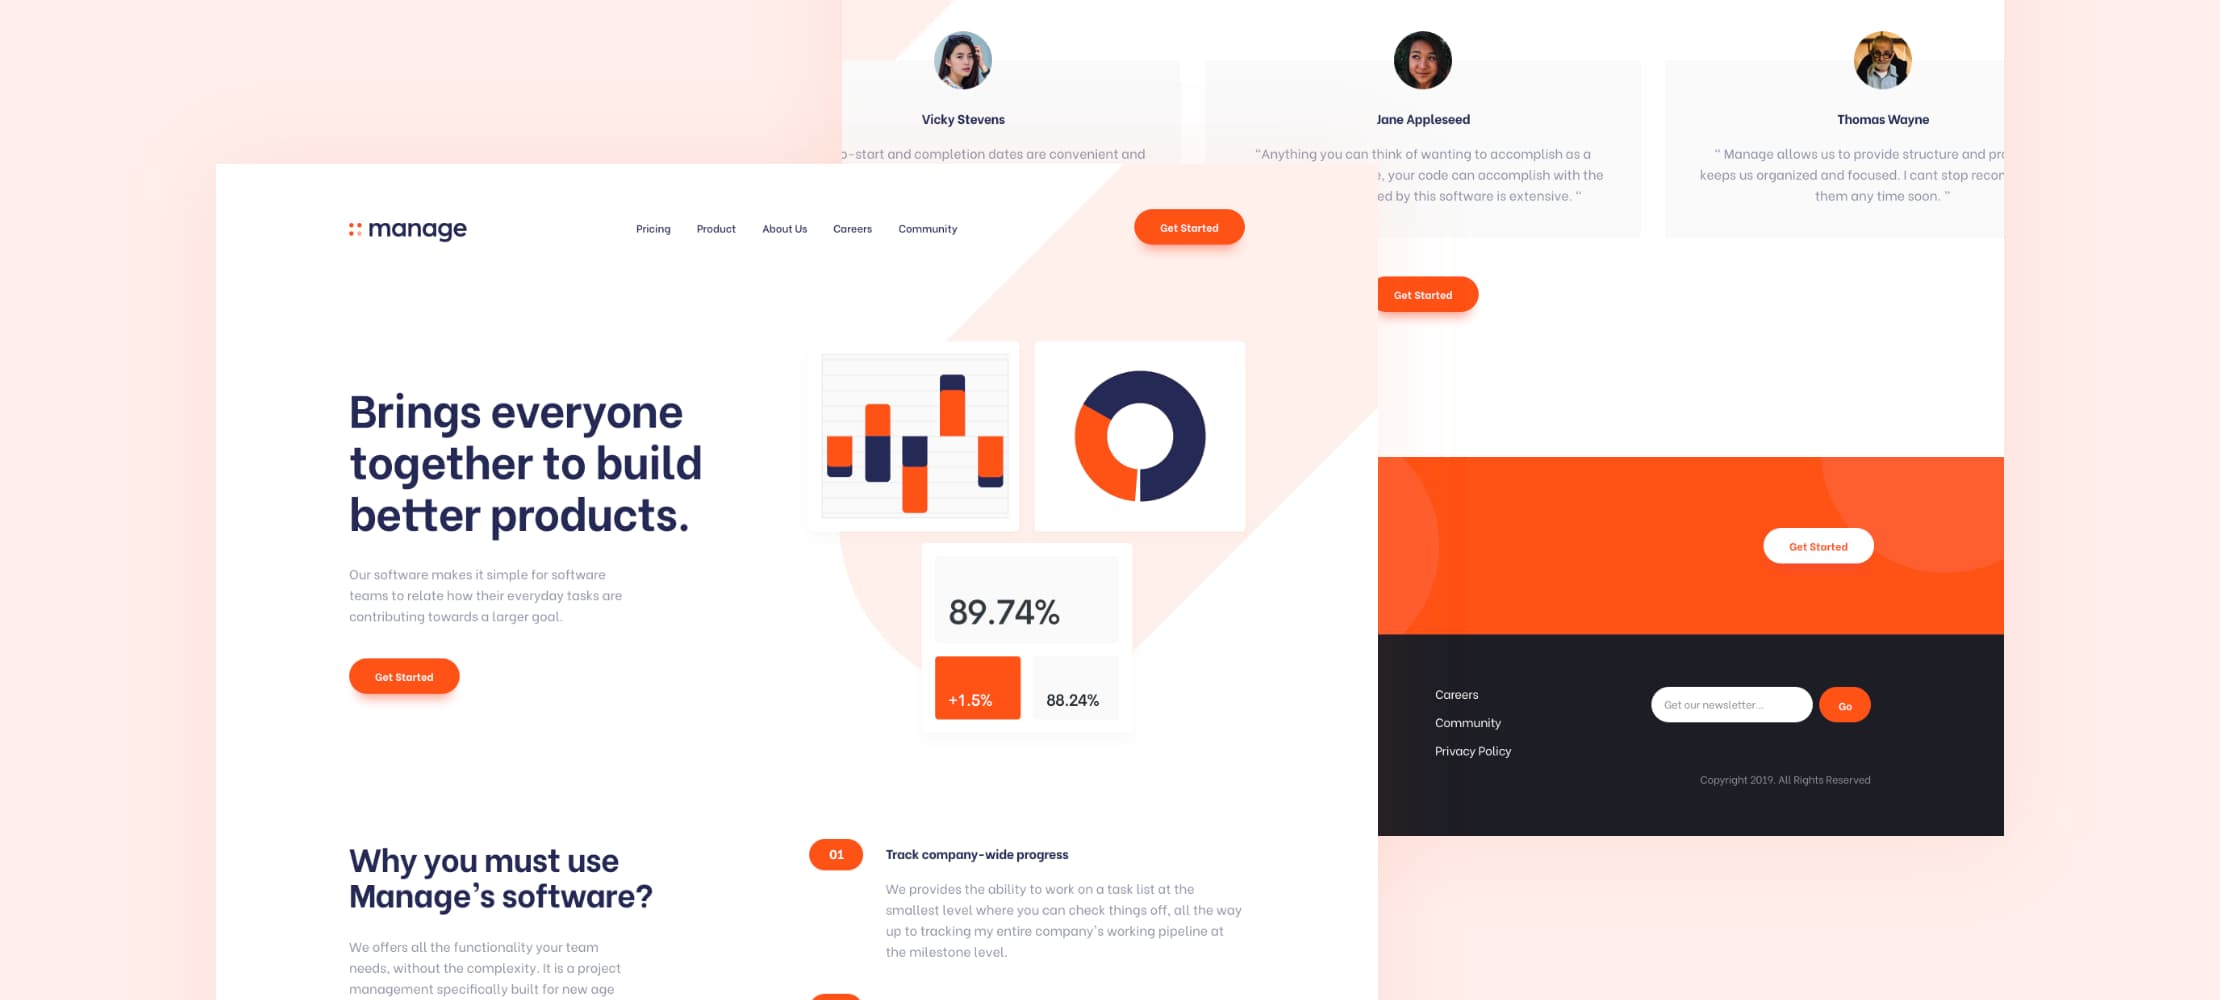 manage
Pricing Product About Us Careers Community
Get Started
Brings everyone
together to build
better products.
Our software makes it simple for software
teams to relate how their everyday tasks are
contributing towards a larger goal.
Get Started
89.74%
+1.5%
88.24%
Why you must use
Manage’s software?
We offers all the functionality your team
needs, without the complexity. It is a project
management specifically built for new age
01
Track company-wide progress
We provides the ability to work on a task list at the
smallest level where you can check things off, all the way
up to tracking my entire company's working pipeline at
the milestone level.
Vicky Stevens
-start and completion dates are convenient and
Jane Appleseed
“Anything you can think of wanting to accomplish as a
, your code can accomplish with the
by this software is extensive. “
Thomas Wayne
“ Manage allows us to provide structure and
keeps us organized and focused. I cant stop
them any time soon. ”
Get Started
Get Started
Careers
Community
Privacy Policy
Get our newsletter...
Go
Copyright 2019. All Rights Reserved